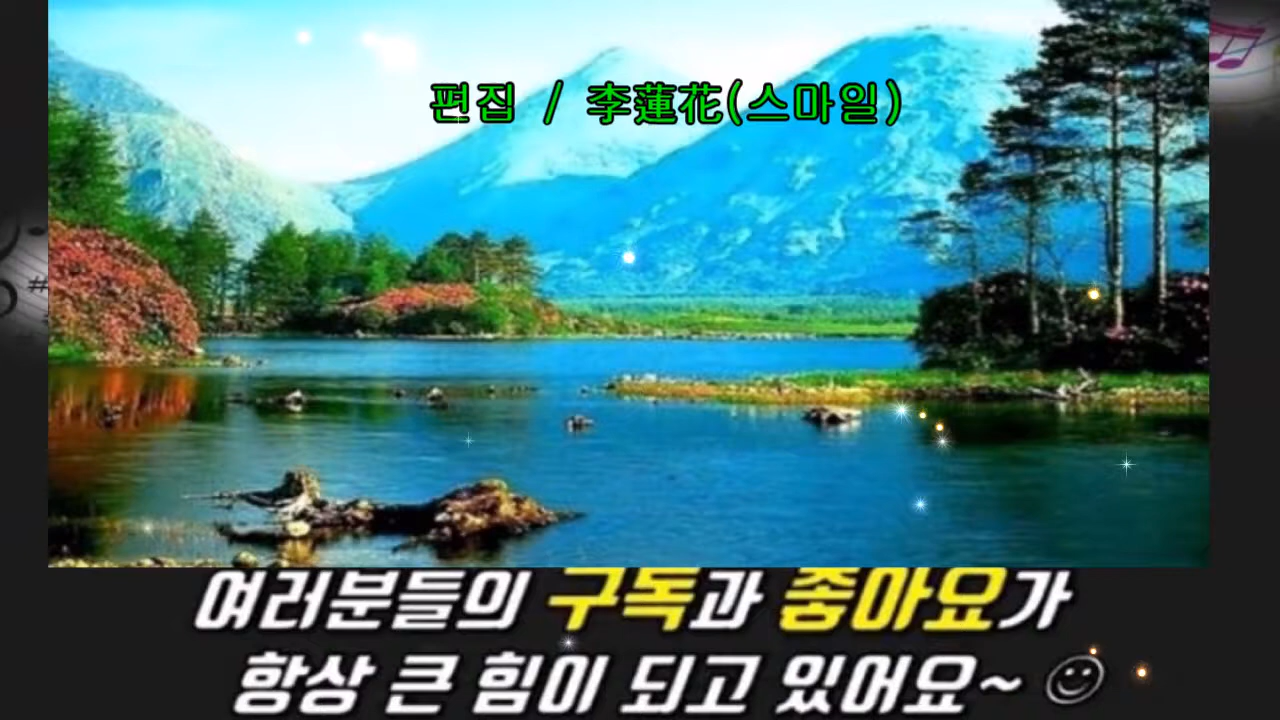 편집 / 李蓮花(스마일)
여러분들의 구독과 좋아요가
항상 큰 힘이 되고 있어요~